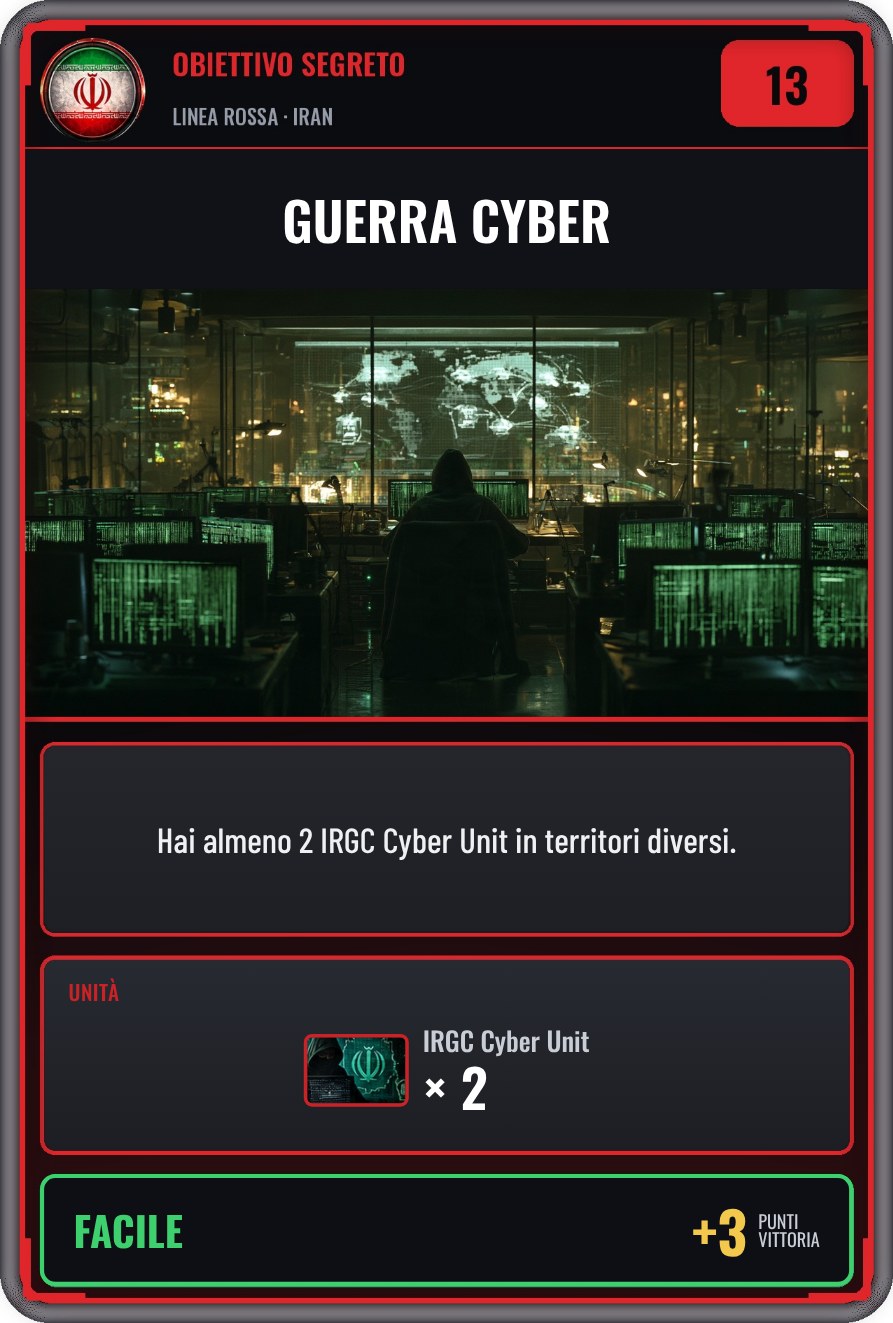 OBIETTIVO SEGRETO
LINEA ROSSA · IRAN
13
GUERRA CYBER
Hai almeno 2 IRGC Cyber Unit in territori diversi.
UNITÀ
IRGC Cyber Unit
× 2
FACILE
+3
PUNTI
VITTORIA